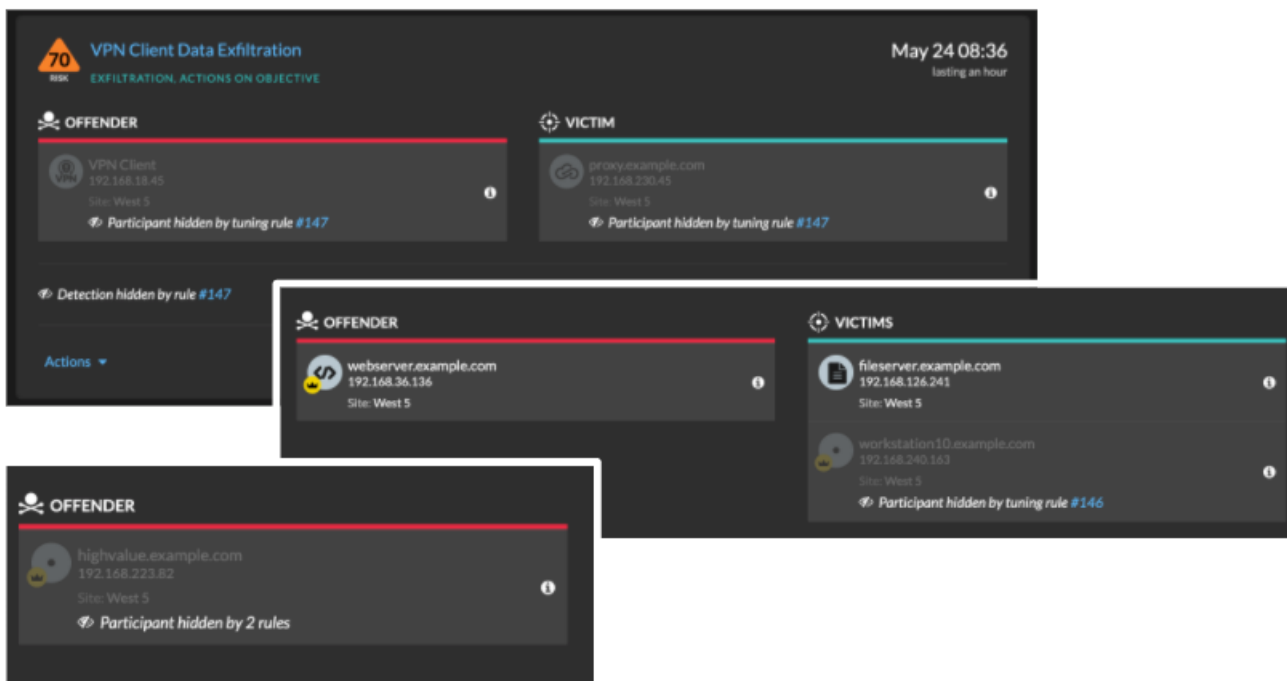 70
RISK
VPN Client Data Exfiltration
EXFILTRATION, ACTIONS ON OBJECTIVE
May 24 08:36
lasting an hour
OFFENDER
VPN
VPN Client
192.168.18.45
Site: West 5
Participant hidden by tuning rule #147
VICTIM
proxy.example.com
192.168.230.45
Site: West 5
Participant hidden by tuning rule #147
Detection hidden by rule #147
Actions
OFFENDER
webserver.example.com
192.168.36.136
Site: West 5
VICTIMS
fileserver.example.com
192.168.126.241
Site: West 5
workstation10.example.com
192.168.240.163
Site: West 5
Participant hidden by tuning rule #146
OFFENDER
highvalue.example.com
192.168.223.82
Site: West 5
Participant hidden by 2 rules